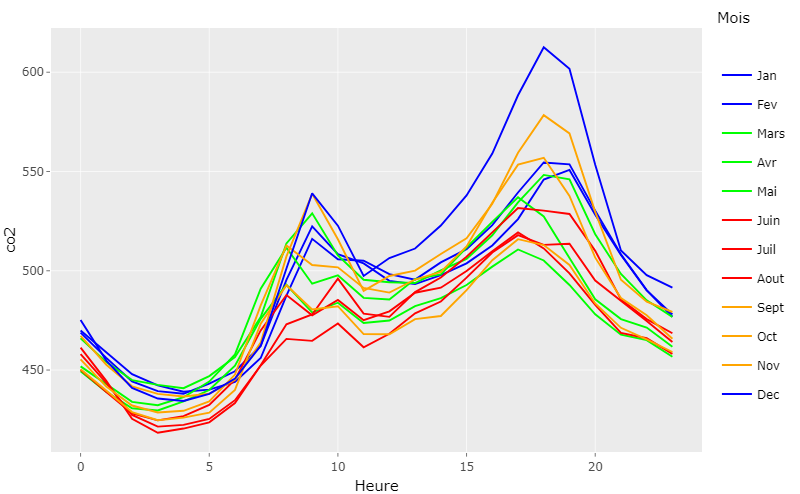 Mois
600
550
500
450
co2
0
5
10
15
20
Heure
Jan
Fev
Mars
Avr
Mai
Juin
Juil
Aout
Sept
Oct
Nov
Dec